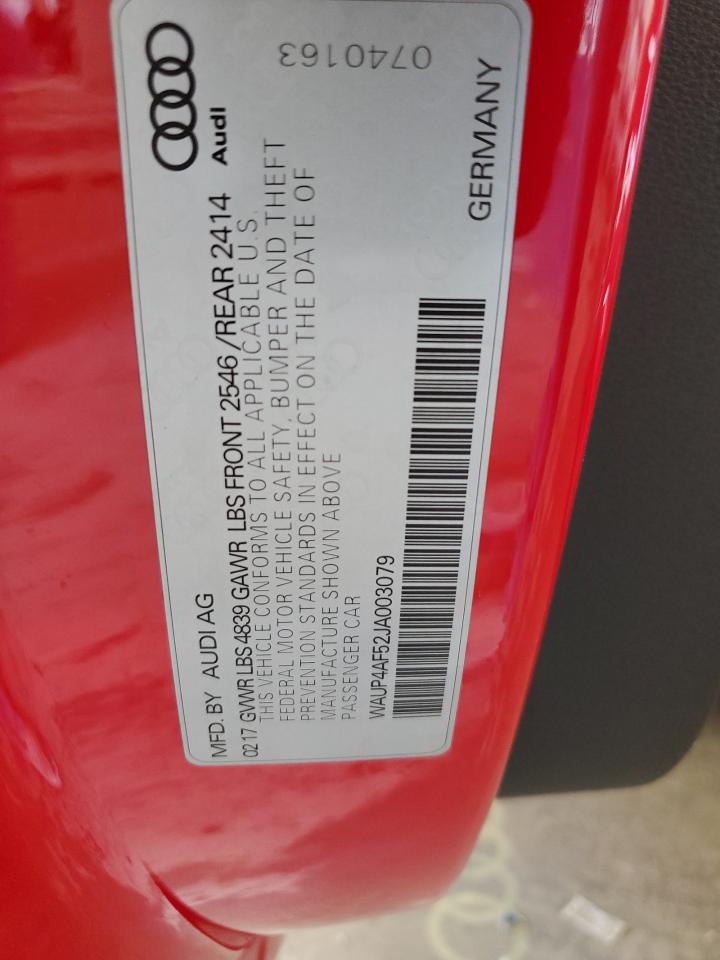 Audi
0740163
MFD. BY AUDI AG
0217 GVWR LBS 4839 GAWR LBS FRONT 2546 /REAR 2414
THIS VEHICLE CONFORMS TO ALL APPLICABLE U.S.
FEDERAL MOTOR VEHICLE SAFETY, BUMPER AND THEFT
PREVENTION STANDARDS IN EFFECT ON THE DATE OF
MANUFACTURE SHOWN ABOVE
PASSENGER CAR
WAUP4AF52JA003079
GERMANY